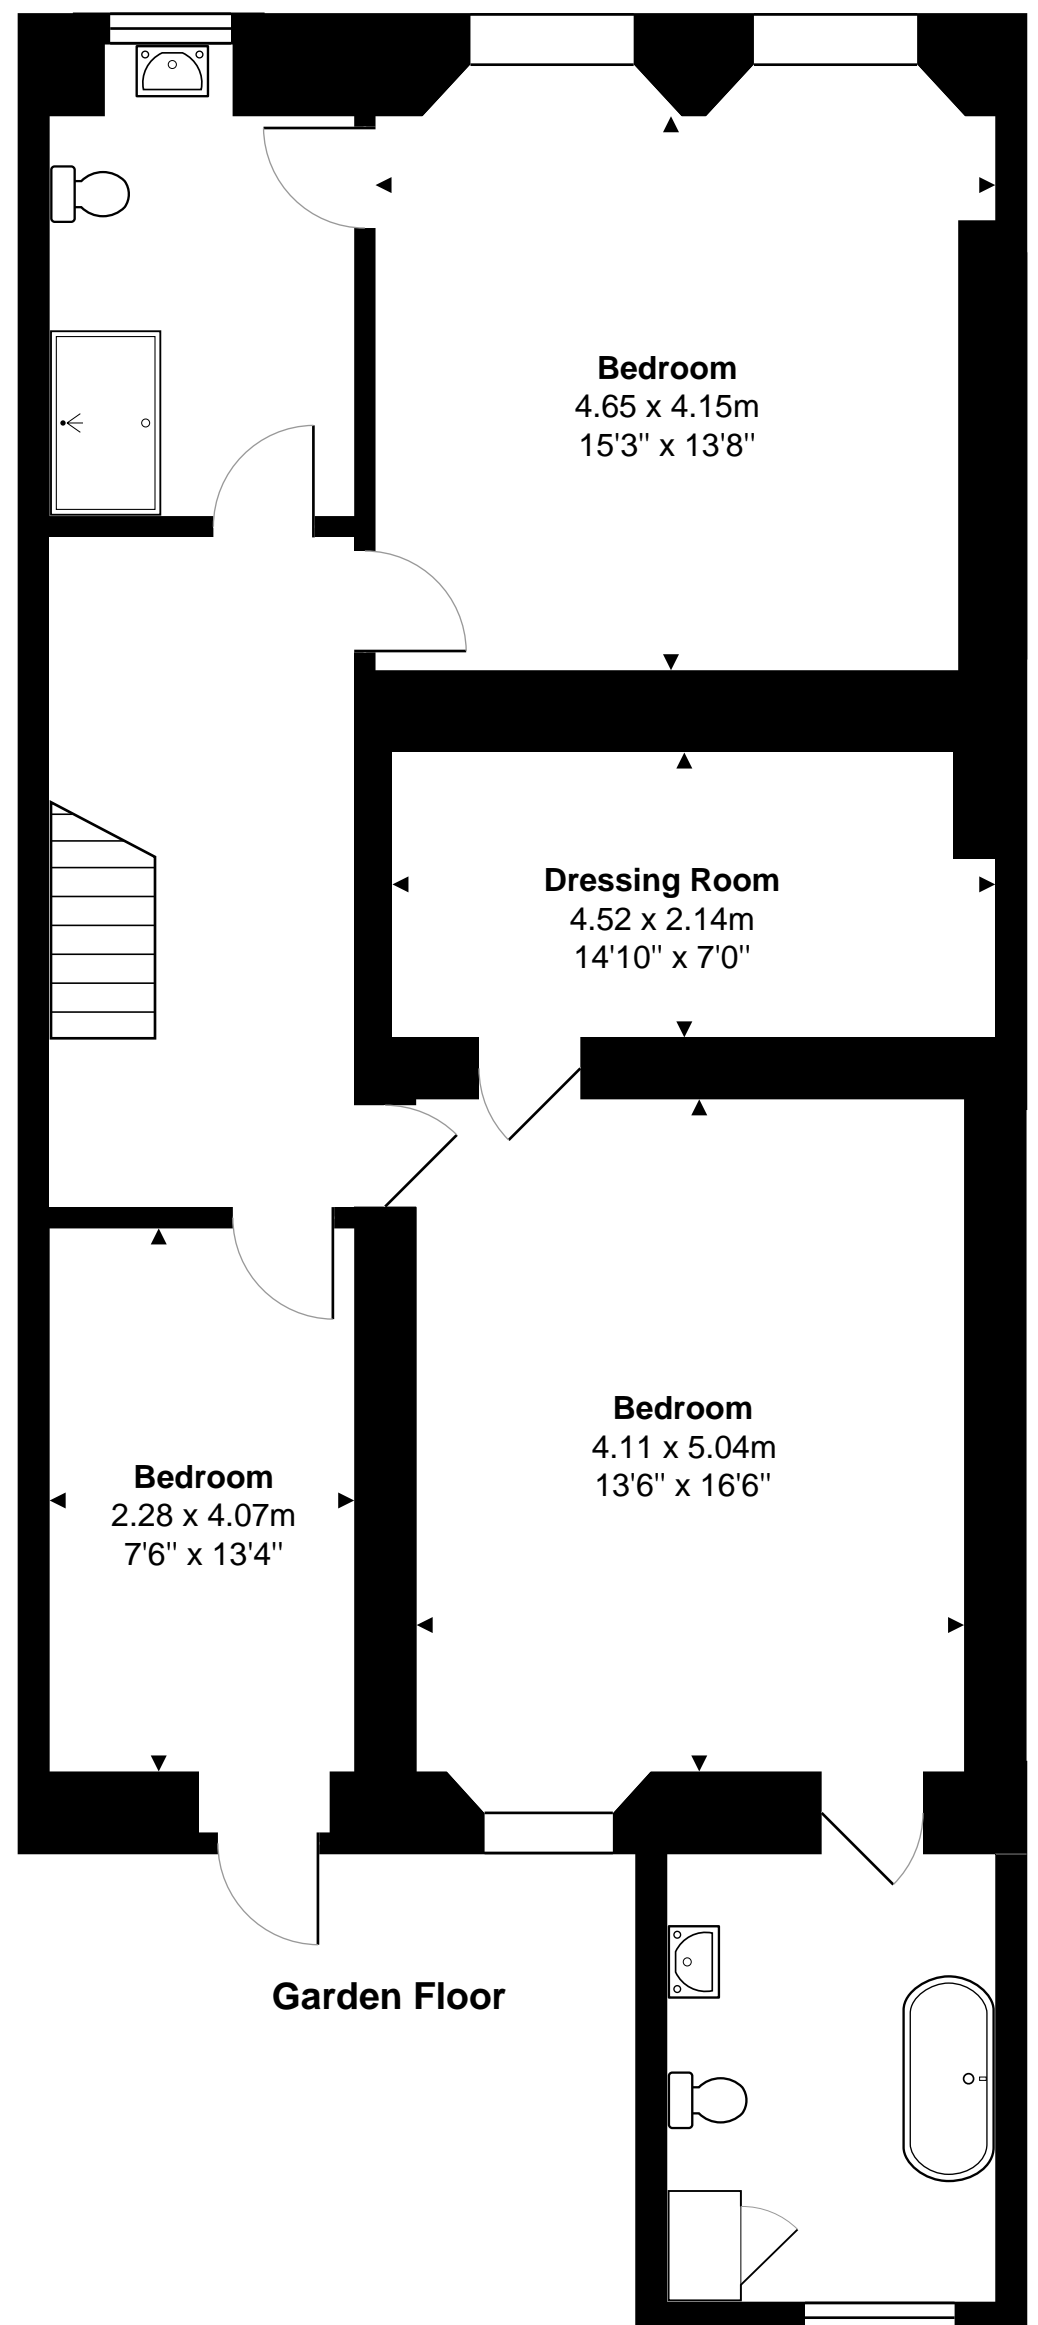 Bedroom
4.65 x 4.15m
15'3" x 13'8"
Dressing Room
4.52 x 2.14m
14'10" x 7'0"
Bedroom
4.11 x 5.04m
13'6" x 16'6"
Bedroom
2.28 x 4.07m
7'6" x 13'4"
Garden Floor